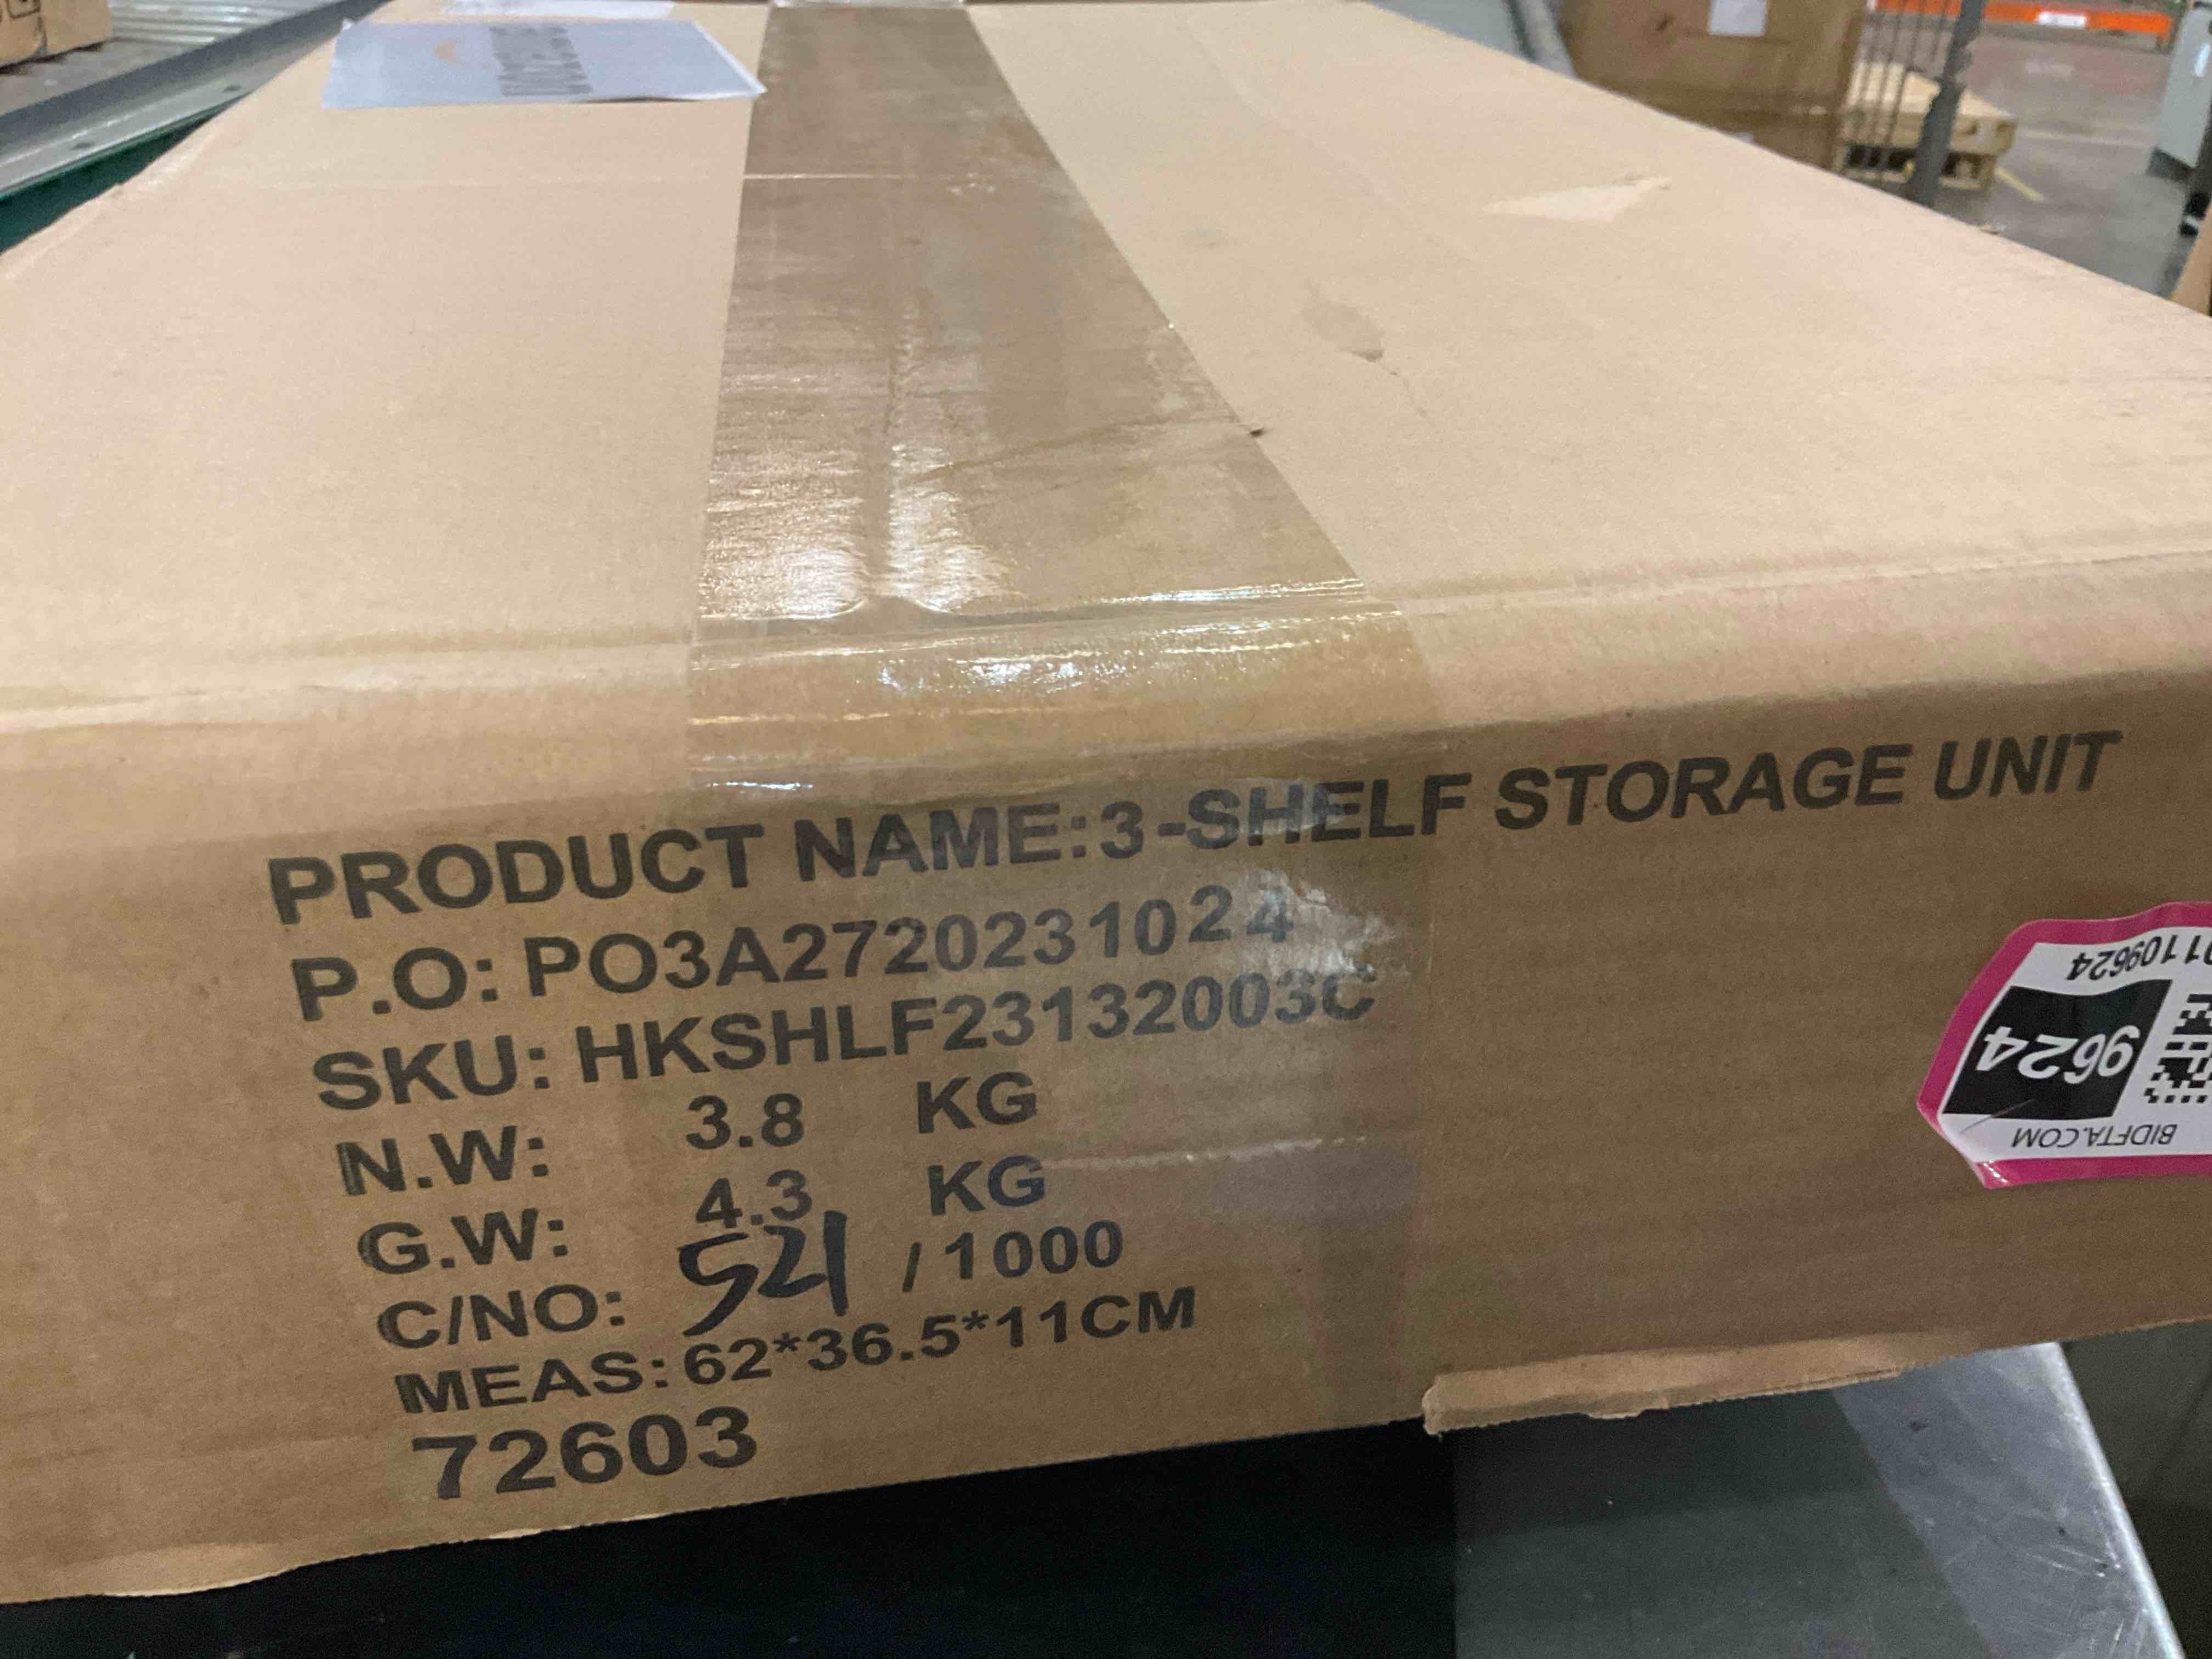 PRODUCT NAME:3-SHELF STORAGE UNIT
P.O: PO3A2720231024
SKU: HKSHLF23132003C
N.W: 3.8 KG
G.W: 4.3 KG
C/NO: 521 /1000
MEAS:62*36.5*11CM
72603
01109624
9624
BIDFTA.COM